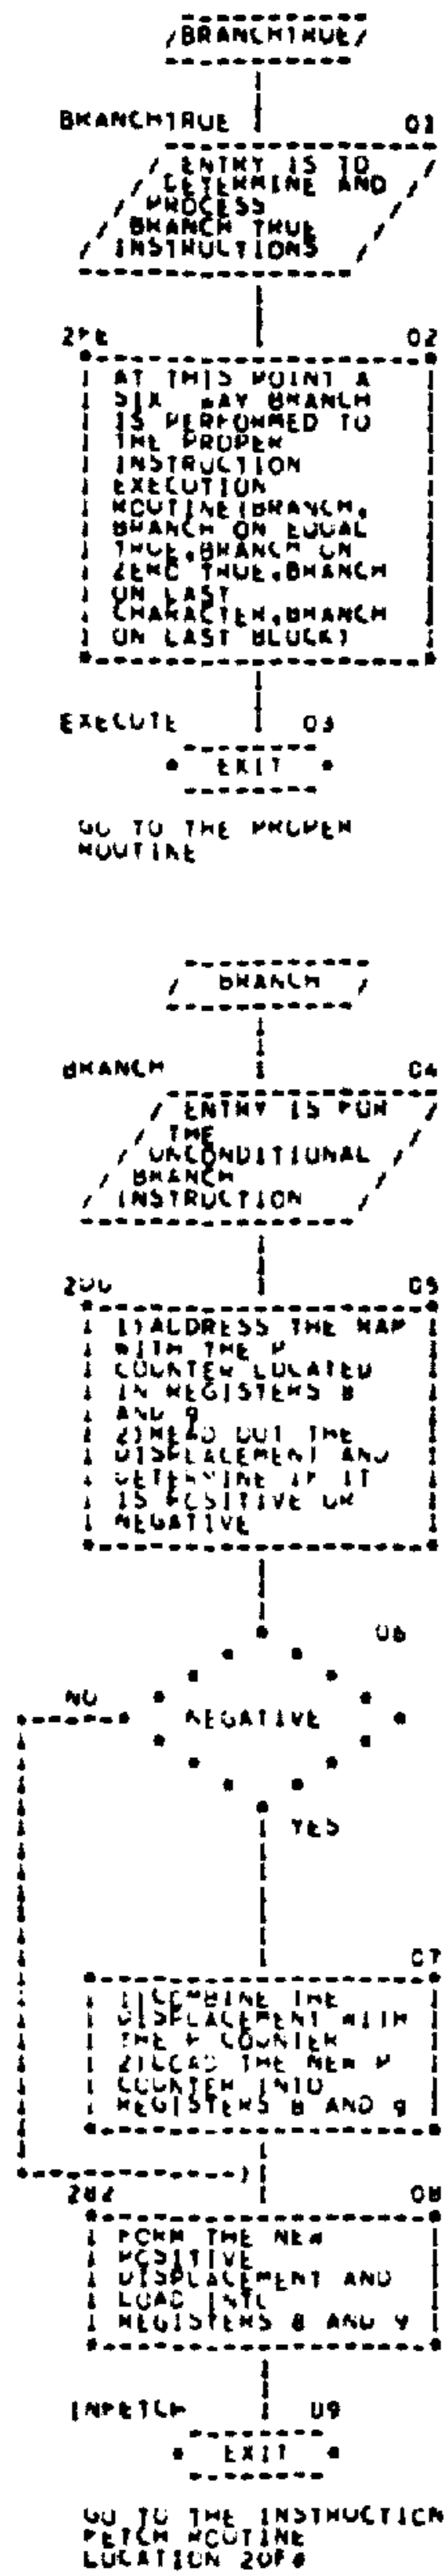 /BRANCHTRUE/
BRANCHTRUE 01
ENTRY IS TO
DETERMINE AND
PROCESS
BRANCH TRUE
INSTRUCTIONS
2FE 02
AT THIS POINT A
SIX WAY BRANCH
IS PERFORMED TO
THE PROPER
INSTRUCTION
EXECUTION
ROUTINE(BRANCH,
BRANCH ON EQUAL
TRUE,BRANCH ON
ZERO TRUE,BRANCH
ON LAST
CHARACTER,BRANCH
ON LAST BLOCK)
EXECUTE 03
EXIT
GO TO THE PROPER
ROUTINE
/ BRANCH /
BRANCH 04
ENTRY IS FOR
THE
UNCONDITIONAL
BRANCH
INSTRUCTION
05
1)ADDRESS THE RAM
WITH THE P
COUNTER LOCATED
IN REGISTERS 8
AND 9
2)READ OUT THE
DISPLACEMENT AND
DETERMINE IF IT
IS POSITIVE OR
NEGATIVE
06
NO
NEGATIVE
YES
07
1)COMBINE THE
DISPLACEMENT WITH
THE P COUNTER
2)LOAD THE NEW P
COUNTER INTO
REGISTERS 8 AND 9
282 08
FORM THE NEW
POSITIVE
DISPLACEMENT AND
LOAD INTO
REGISTERS 8 AND 9
INFETCH 09
EXIT
GO TO THE INSTRUCTION
FETCH ROUTINE
LOCATION